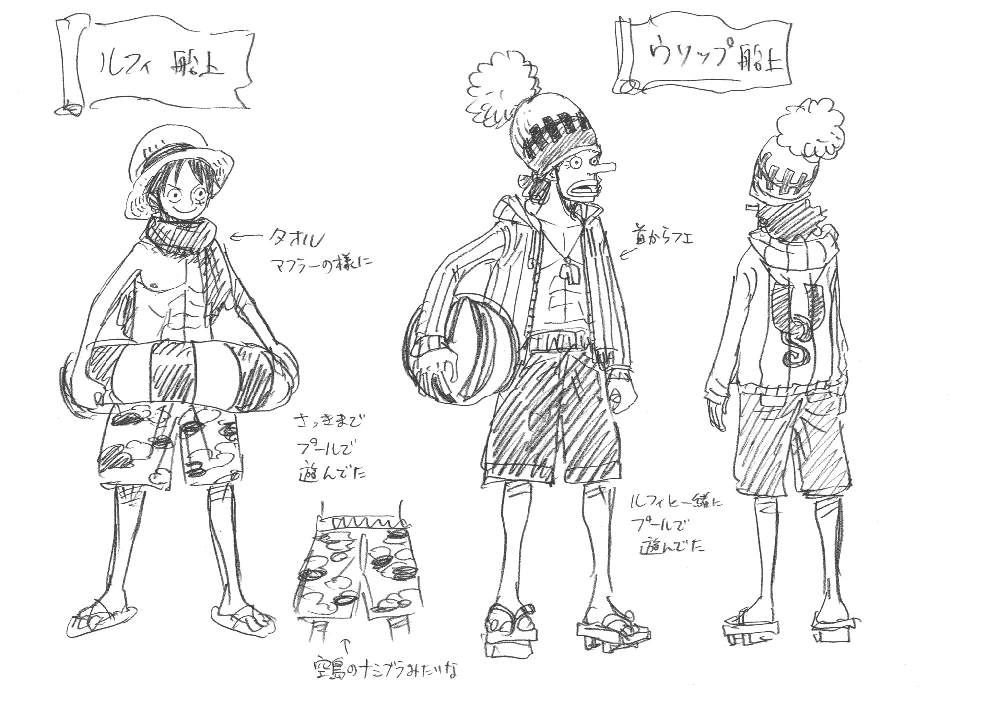 ルフィ 船上
ウソップ 船上
タオル
マフラーの様に
首からフエ
さっきまで
プールで
遊んでた
ルフィと一緒に
プールで
遊んでた
空島のナミブラみたいな
U
S